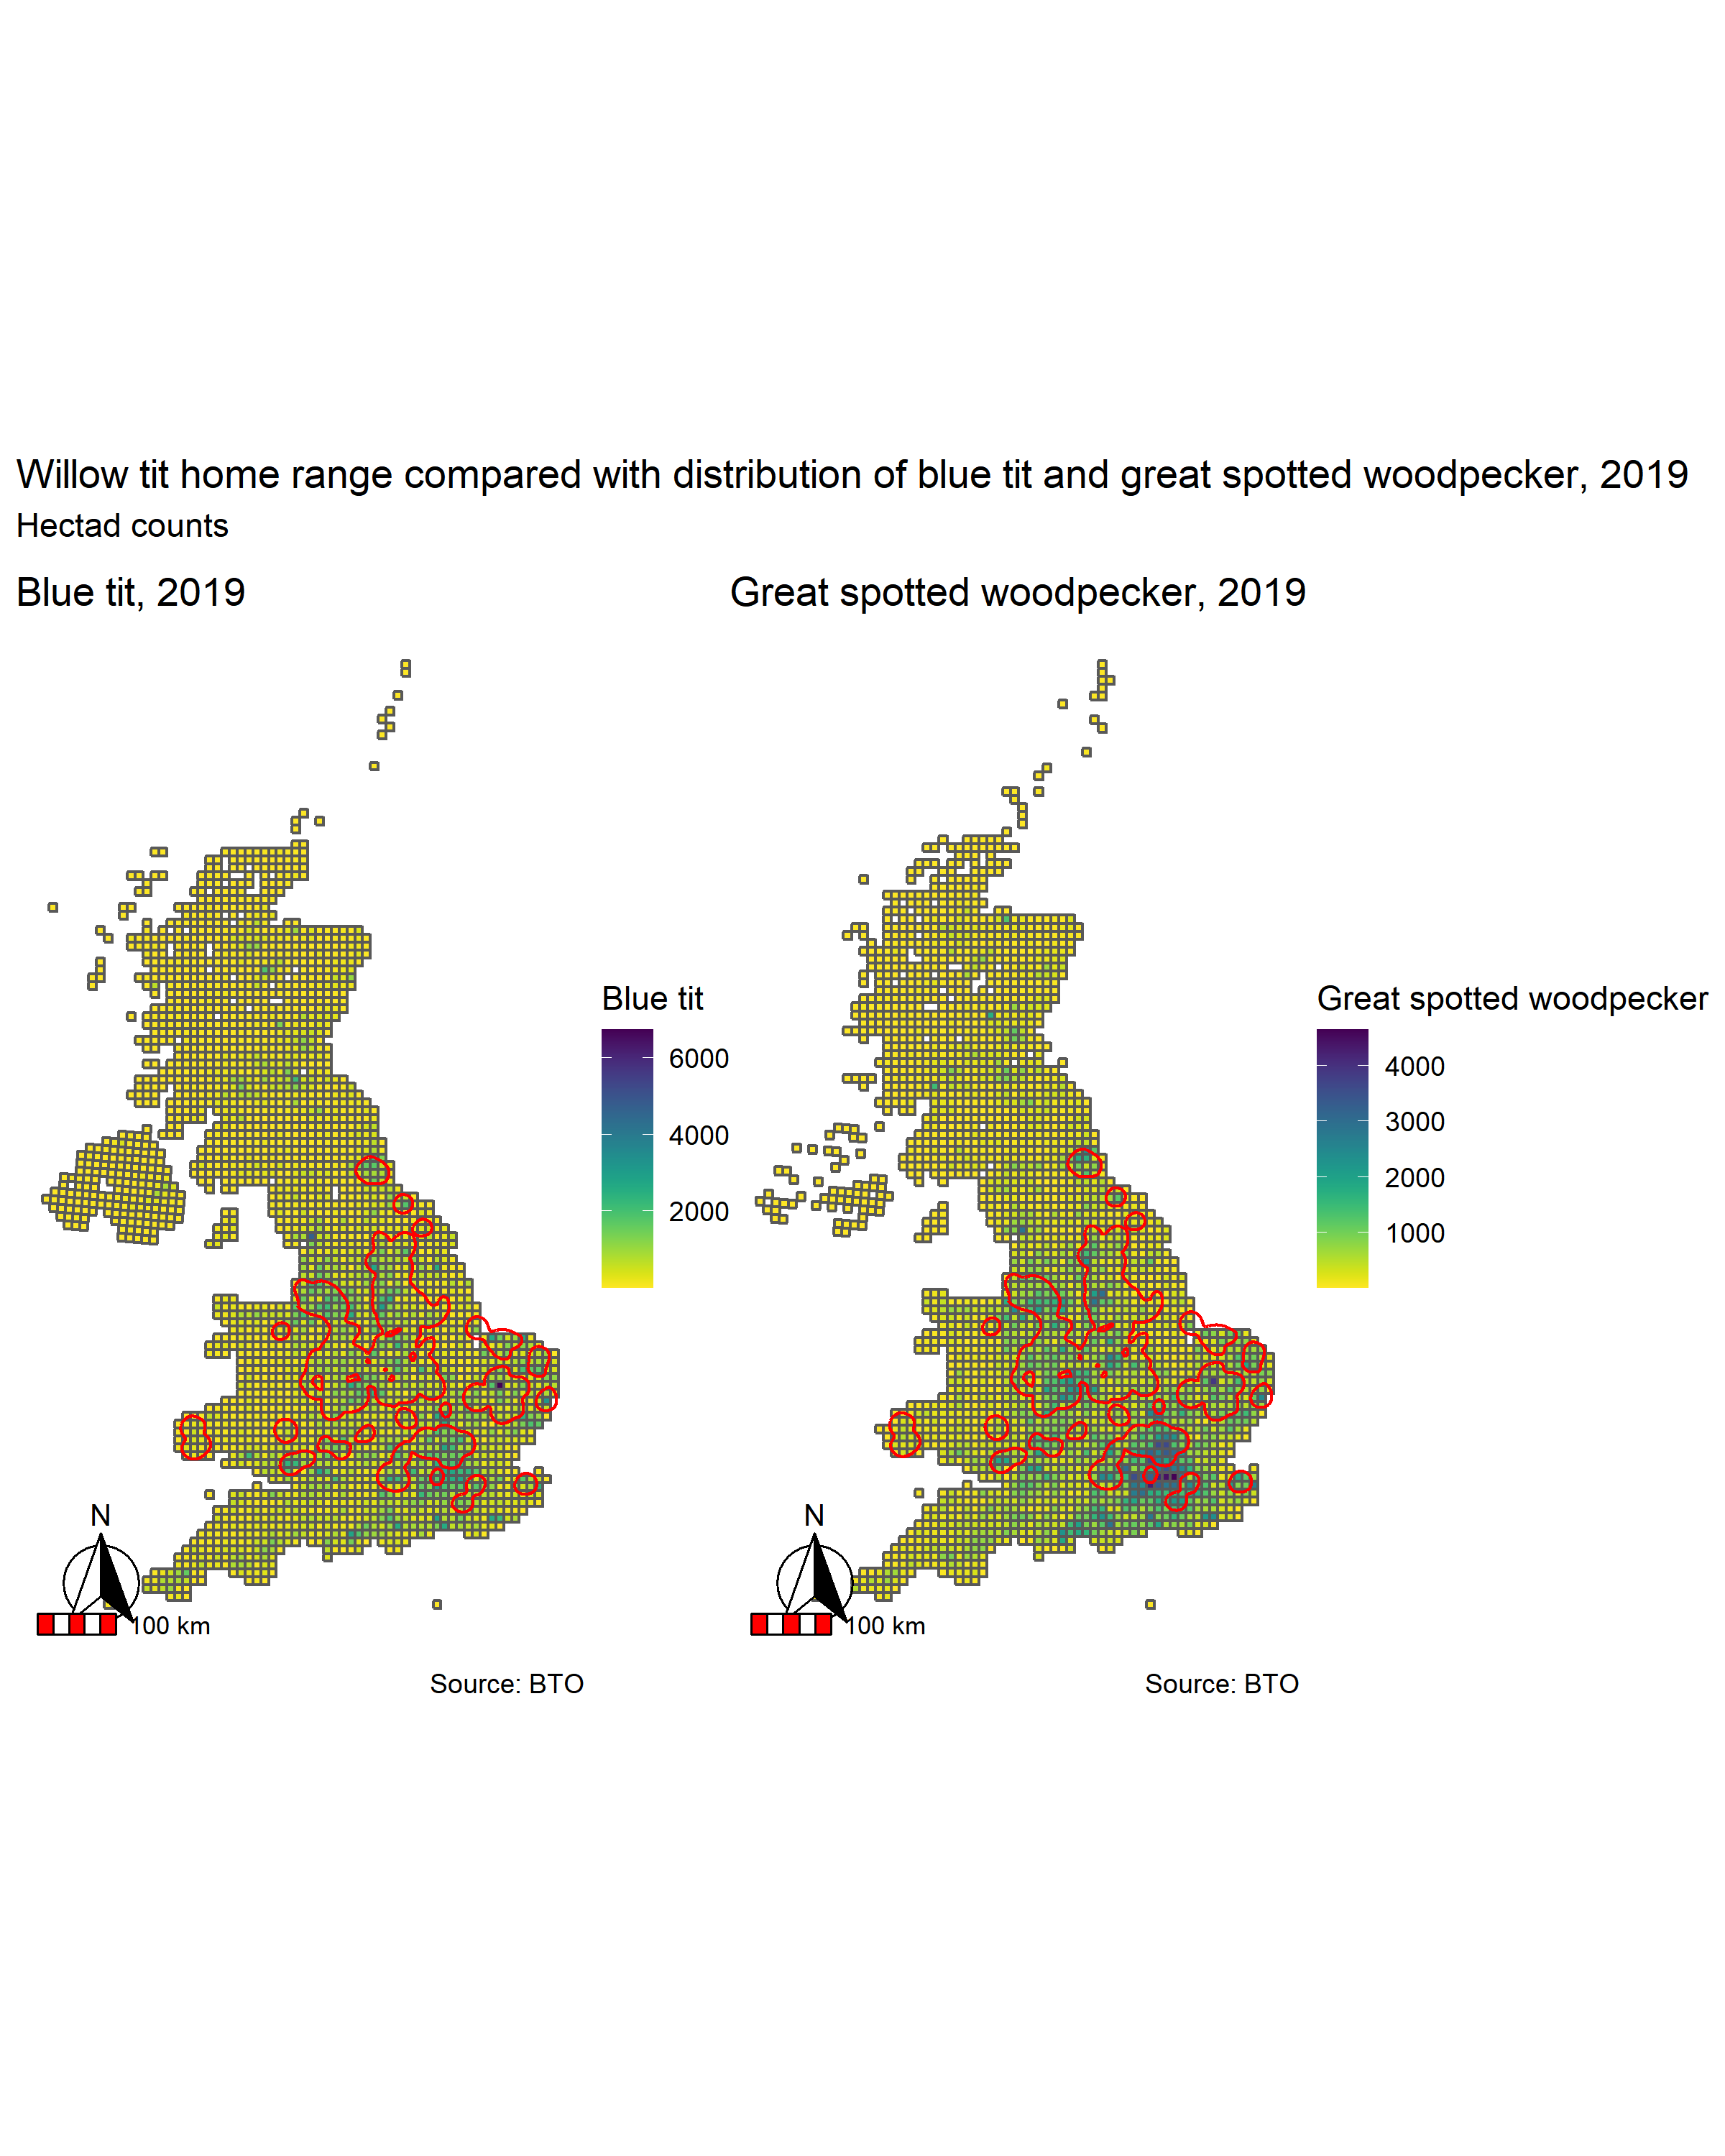 Willow tit home range compared with distribution of blue tit and great spotted woodpecker, 2019
Hectad counts
Blue tit, 2019
Great spotted woodpecker, 2019
Blue tit
6000
4000
2000
Great spotted woodpecker
4000
3000
2000
1000
N
100 km
N
100 km
Source: BTO
Source: BTO